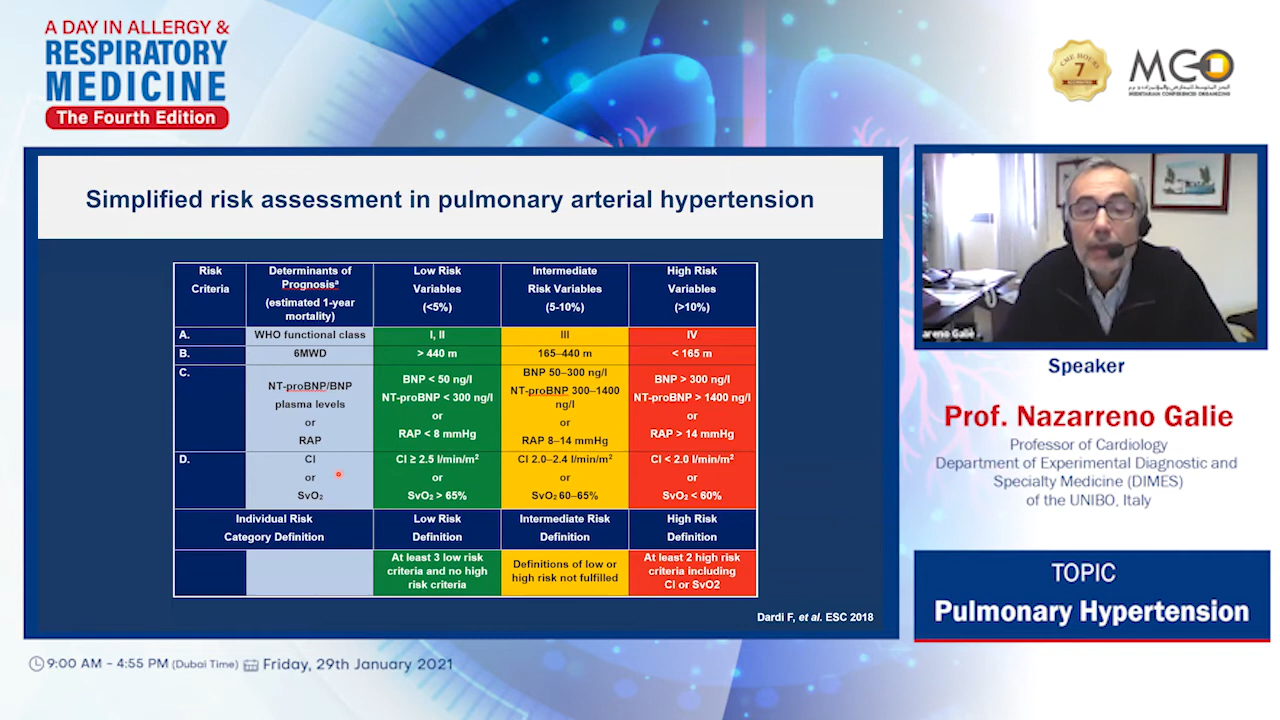 A DAY IN ALLERGY &
RESPIRATORY
MEDICINE
The Fourth Edition
CME HOURS
7
MCO
MEDITARIAN CONFERENCES ORGANIZING
Simplified risk assessment in pulmonary arterial hypertension
Risk
Criteria
Determinants of
Prognosisᵃ
(estimated 1-year
mortality)
Low Risk
Variables
(<5%)
Intermediate
Risk Variables
(5-10%)
High Risk
Variables
(>10%)
A.
WHO functional class
I, II
III
IV
B.
6MWD
> 440 m
165–440 m
< 165 m
C.
NT-proBNP/BNP
plasma levels
or
RAP
BNP < 50 ng/l
NT-proBNP < 300 ng/l
or
RAP < 8 mmHg
BNP 50–300 ng/l
NT-proBNP 300–1400
ng/l
or
RAP 8–14 mmHg
BNP > 300 ng/l
NT-proBNP > 1400 ng/l
or
RAP > 14 mmHg
D.
CI
or
SvO₂
CI ≥ 2.5 l/min/m²
or
SvO₂ > 65%
CI 2.0–2.4 l/min/m²
or
SvO₂ 60–65%
CI < 2.0 l/min/m²
or
SvO₂ < 60%
Individual Risk
Category Definition
Low Risk
Definition
Intermediate Risk
Definition
High Risk
Definition
At least 3 low risk
criteria and no high
risk criteria
Definitions of low or
high risk not fulfilled
At least 2 high risk
criteria including
CI or SvO2
Dardi F, et al. ESC 2018
areno Galiè
Speaker
Prof. Nazarreno Galie
Professor of Cardiology
Department of Experimental Diagnostic and
Specialty Medicine (DIMES)
of the UNIBO, Italy
TOPIC
Pulmonary Hypertension
9:00 AM - 4:55 PM (Dubai Time) Friday, 29th January 2021